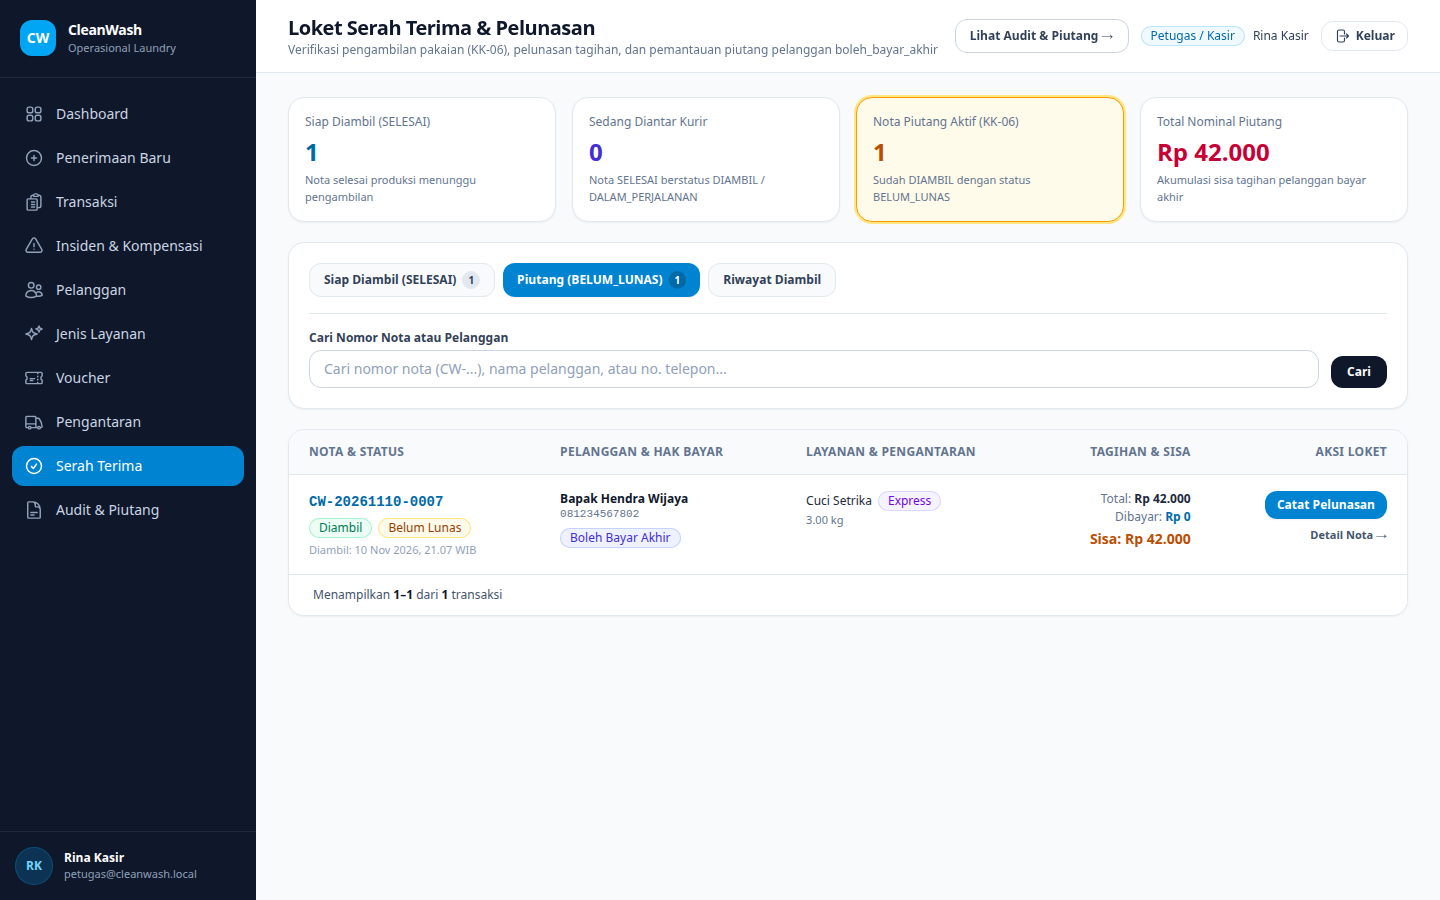 CW
CleanWash
Operasional Laundry
Dashboard
Penerimaan Baru
Transaksi
Insiden & Kompensasi
Pelanggan
Jenis Layanan
Voucher
Pengantaran
Serah Terima
Audit & Piutang
RK
Rina Kasir
petugas@cleanwash.local
Loket Serah Terima & Pelunasan
Verifikasi pengambilan pakaian (KK-06), pelunasan tagihan, dan pemantauan piutang pelanggan boleh_bayar_akhir
Lihat Audit & Piutang →
Petugas / Kasir
Rina Kasir
Keluar
Siap Diambil (SELESAI)
1
Nota selesai produksi menunggu
pengambilan
Sedang Diantar Kurir
0
Nota SELESAI berstatus DIAMBIL /
DALAM_PERJALANAN
Nota Piutang Aktif (KK-06)
1
Sudah DIAMBIL dengan status
BELUM_LUNAS
Total Nominal Piutang
Rp 42.000
Akumulasi sisa tagihan pelanggan bayar
akhir
Siap Diambil (SELESAI) 1
Piutang (BELUM_LUNAS) 1
Riwayat Diambil
Cari Nomor Nota atau Pelanggan
Cari nomor nota (CW-...), nama pelanggan, atau no. telepon...
Cari
NOTA & STATUS
PELANGGAN & HAK BAYAR
LAYANAN & PENGANTARAN
TAGIHAN & SISA
AKSI LOKET
CW-20261110-0007
Diambil
Belum Lunas
Diambil: 10 Nov 2026, 21.07 WIB
Bapak Hendra Wijaya
081234567802
Boleh Bayar Akhir
Cuci Setrika Express
3.00 kg
Total: Rp 42.000
Dibayar: Rp 0
Sisa: Rp 42.000
Catat Pelunasan
Detail Nota →
Menampilkan 1–1 dari 1 transaksi